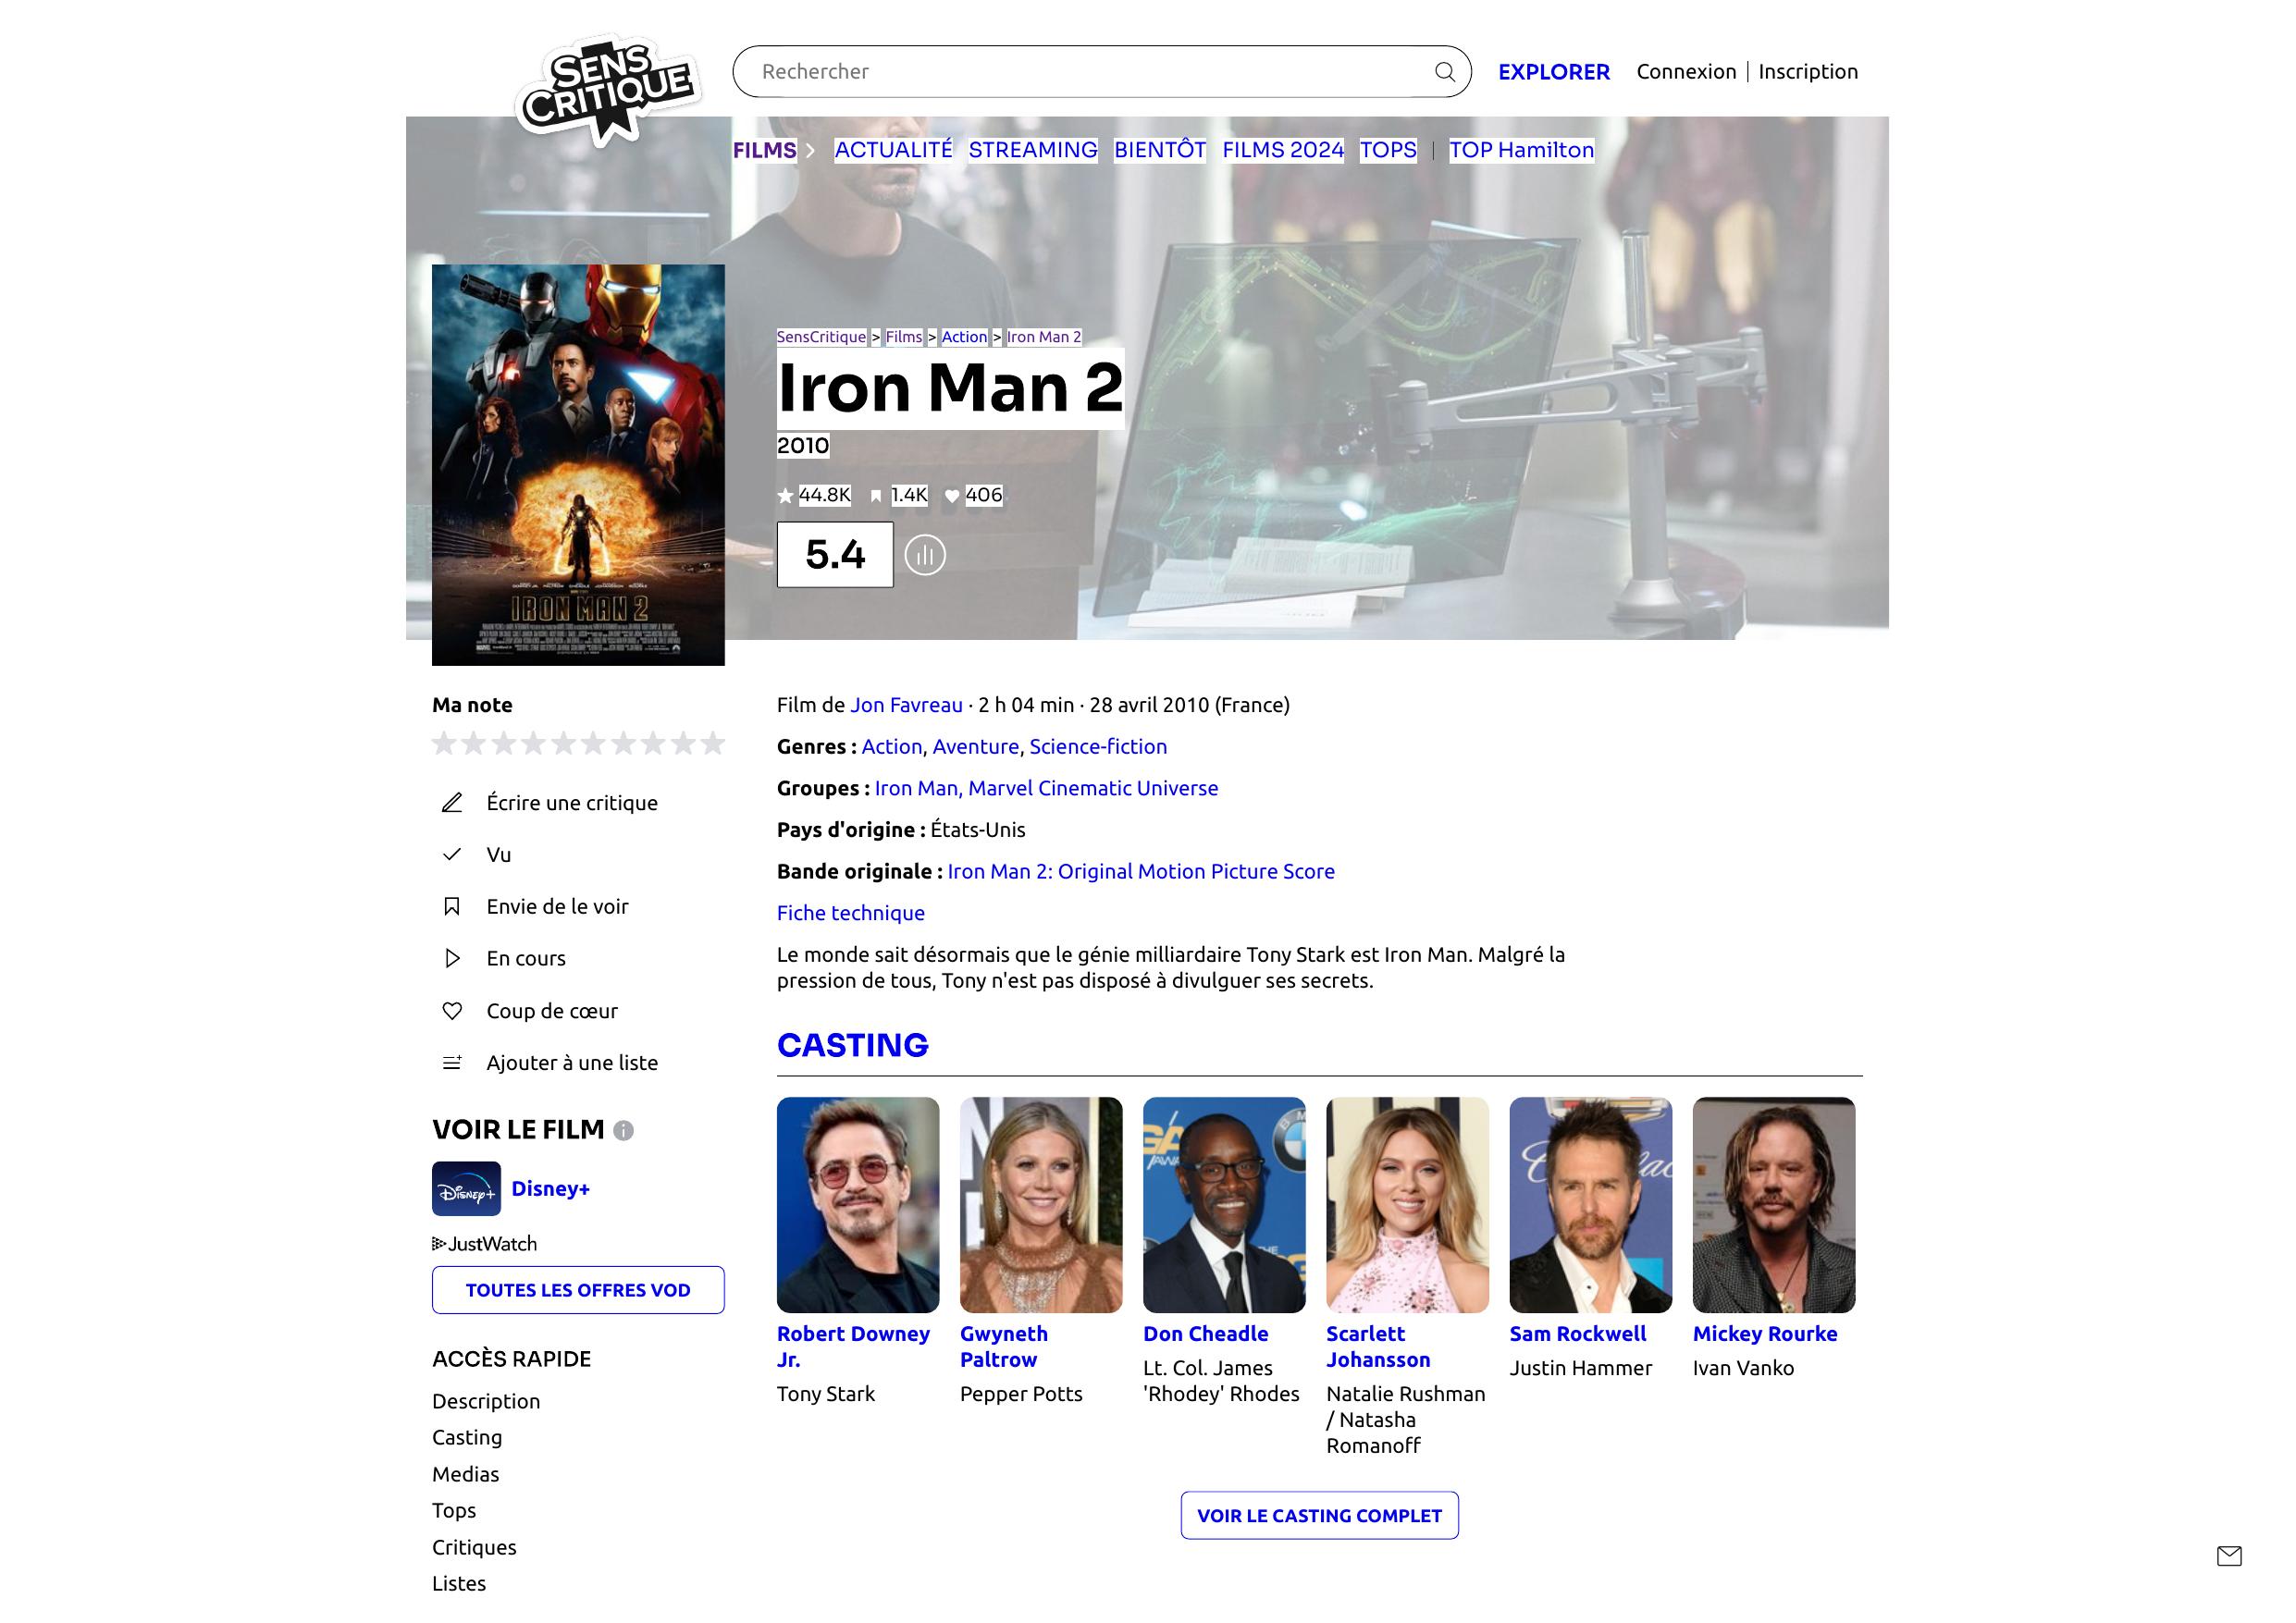 SENS CRITIQUE
Rechercher
EXPLORER
Connexion | Inscription
FILMS
ACTUALITÉ
STREAMING
BIENTÔT
FILMS 2024
TOPS
TOP Hamilton
SensCritique > Films > Action > Iron Man 2
Iron Man 2
2010
44.8K
1.4K
406
5.4
IRON MAN 2
Ma note
Écrire une critique
Vu
Envie de le voir
En cours
Coup de cœur
Ajouter à une liste
VOIR LE FILM
Disney+
Disney+
JustWatch
TOUTES LES OFFRES VOD
ACCÈS RAPIDE
Description
Casting
Medias
Tops
Critiques
Listes
Film de Jon Favreau · 2 h 04 min · 28 avril 2010 (France)
Genres : Action, Aventure, Science-fiction
Groupes : Iron Man, Marvel Cinematic Universe
Pays d'origine : États-Unis
Bande originale : Iron Man 2: Original Motion Picture Score
Fiche technique
Le monde sait désormais que le génie milliardaire Tony Stark est Iron Man. Malgré la
pression de tous, Tony n'est pas disposé à divulguer ses secrets.
CASTING
Robert Downey
Jr.
Tony Stark
Gwyneth
Paltrow
Pepper Potts
Don Cheadle
Lt. Col. James
'Rhodey' Rhodes
Scarlett
Johansson
Natalie Rushman
/ Natasha
Romanoff
Sam Rockwell
Justin Hammer
Mickey Rourke
Ivan Vanko
VOIR LE CASTING COMPLET